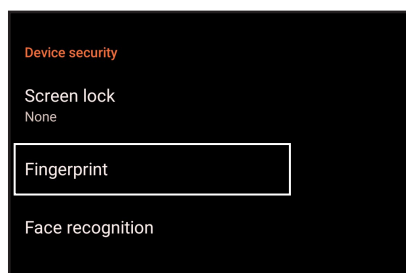 Device security
Screen lock
None
Fingerprint
Face recognition